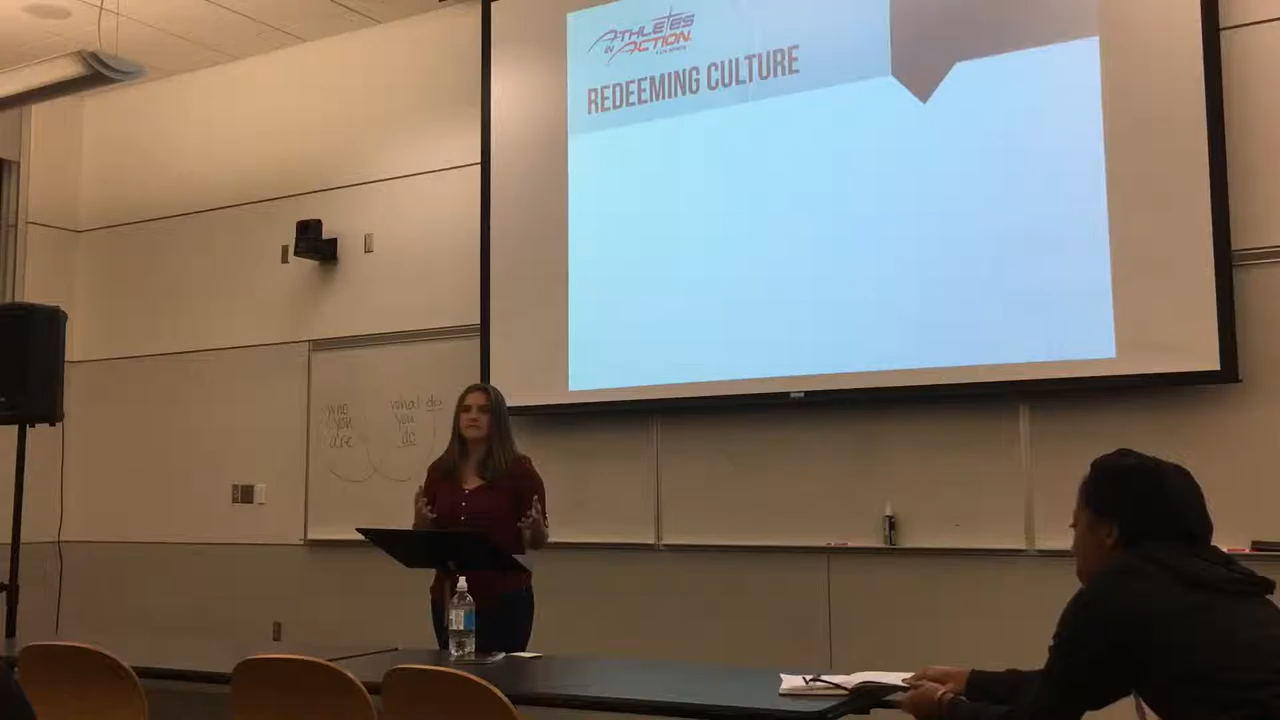 ATHLETES
IN ACTION
REDEEMING CULTURE
who
you
are
what do
you
do